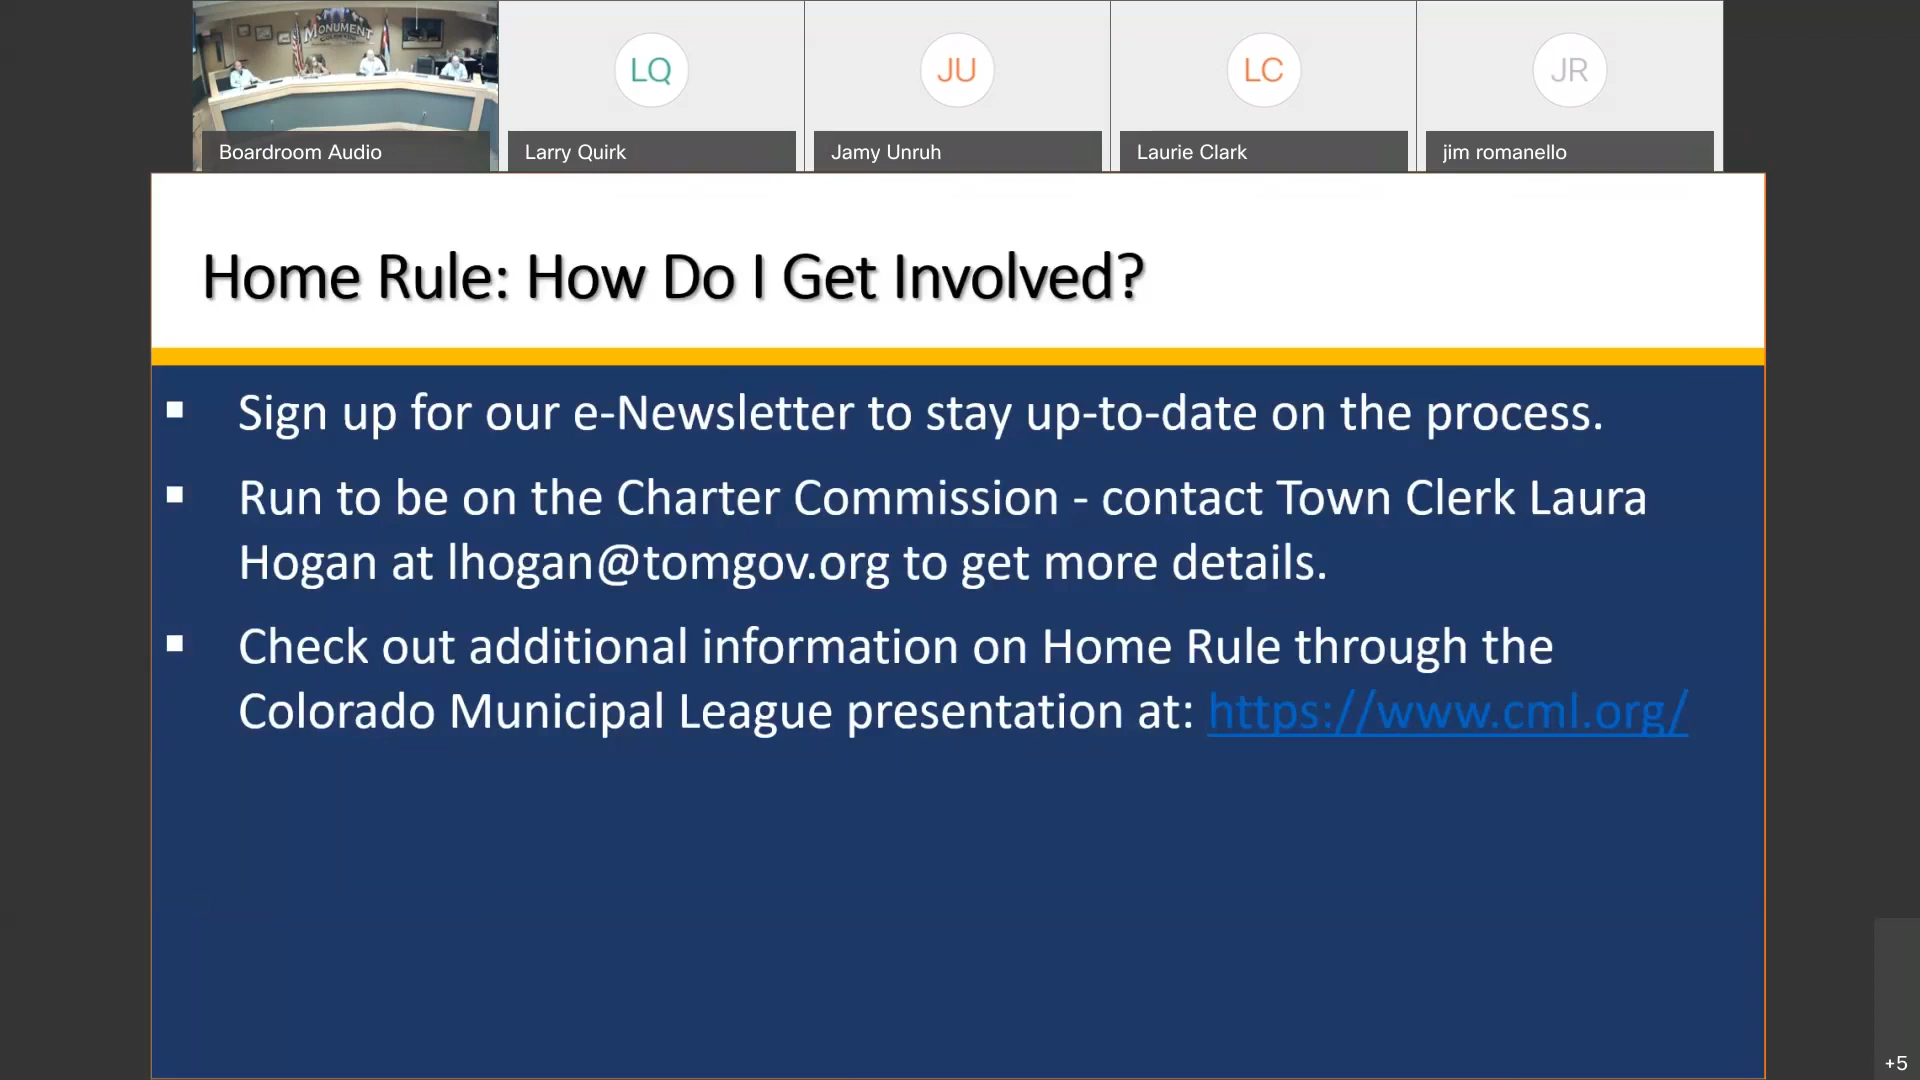 MONUMENT
LQ
JU
LC
JR
Boardroom Audio
Larry Quirk
Jamy Unruh
Laurie Clark
jim romanello
Home Rule: How Do I Get Involved?
▪ Sign up for our e-Newsletter to stay up-to-date on the process.
▪ Run to be on the Charter Commission - contact Town Clerk Laura
Hogan at lhogan@tomgov.org to get more details.
▪ Check out additional information on Home Rule through the
Colorado Municipal League presentation at: https://www.cml.org/
+5